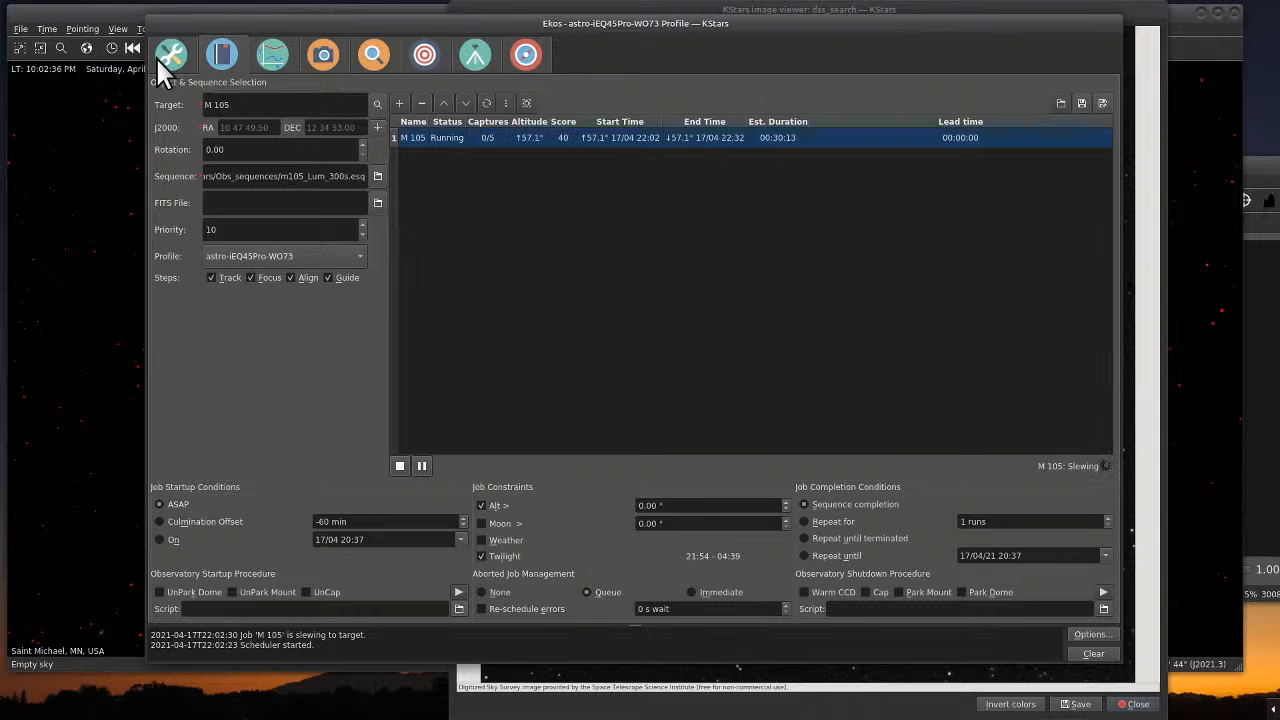 KStars image viewer: dss_search — KStars
Ekos - astro-iEQ45Pro-WO73 Profile — KStars
File Time Pointing View
LT: 10:02:36 PM Saturday, April
& Sequence Selection
Target: M 105
J2000: RA 10 47 49.50 DEC 12 34 53.00
Rotation: 0.00
Sequence: nrs/Obs_sequences/m105_Lum_300s.esq
FITS File:
Priority: 10
Profile: astro-iEQ45Pro-WO73
Steps: Track Focus Align Guide
Name Status Captures Altitude Score Start Time End Time Est. Duration Lead time
1 M 105 Running 0/5 ↑57.1° 40 ↑57.1° 17/04 22:02 ↓57.1° 17/04 22:32 00:30:13 00:00:00
M 105: Slewing
Job Startup Conditions
ASAP
Culmination Offset -60 min
On 17/04 20:37
Job Constraints
Alt > 0.00 °
Moon > 0.00 °
Weather
Twilight 21:54 - 04:39
Job Completion Conditions
Sequence completion
Repeat for 1 runs
Repeat until terminated
Repeat until 17/04/21 20:37
Observatory Startup Procedure
UnPark Dome UnPark Mount UnCap
Script:
Aborted Job Management
None Queue Immediate
Re-schedule errors 0 s wait
Observatory Shutdown Procedure
Warm CCD Cap Park Mount Park Dome
Script:
2021-04-17T22:02:30 Job 'M 105' is slewing to target.
2021-04-17T22:02:23 Scheduler started.
Options...
Clear
Saint Michael, MN, USA
Empty sky
' 44" (J2021.3)
1.00
5% 3008
Digitized Sky Survey image provided by the Space Telescope Science Institute [free for non-commercial use].
Invert colors Save Close